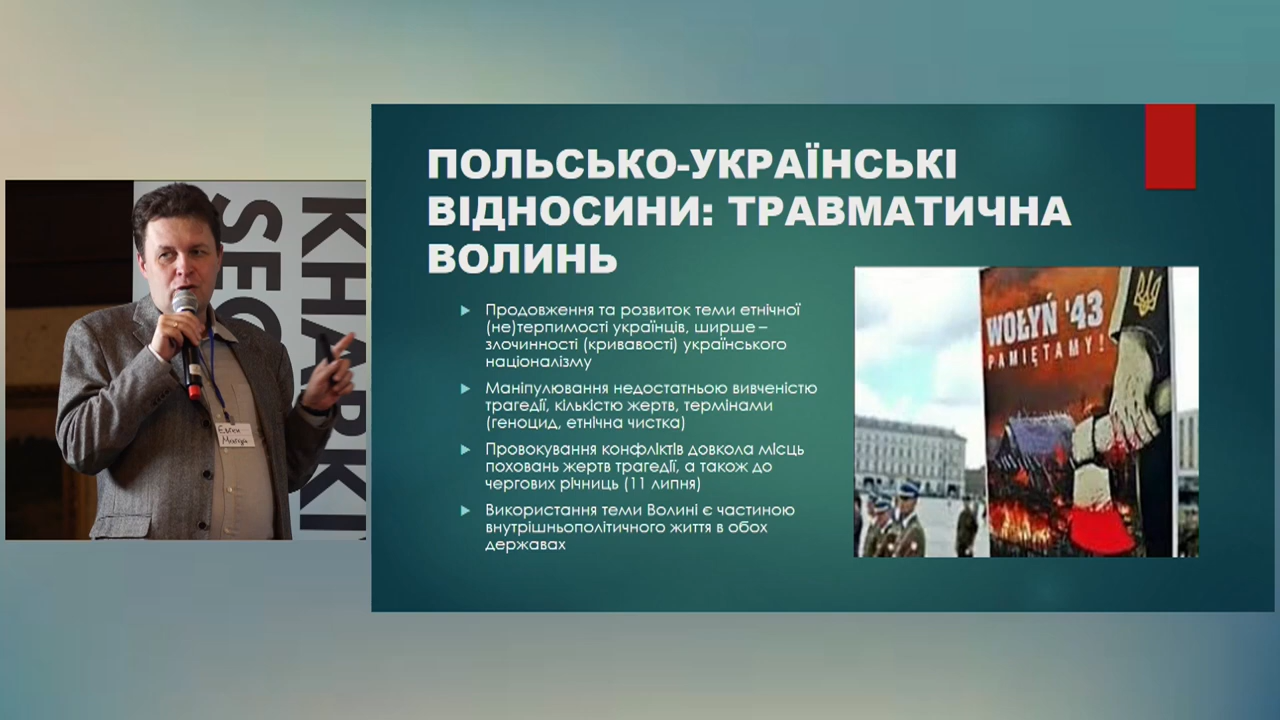 ПОЛЬСЬКО-УКРАЇНСЬКІ
ВІДНОСИНИ: ТРАВМАТИЧНА
ВОЛИНЬ
Продовження та розвиток теми етнічної
(не)терпимості українців, ширше –
злочинності (кривавості) українського
націоналізму
Маніпулювання недостатньою вивченістю
трагедії, кількістю жертв, термінами
(геноцид, етнічна чистка)
Провокування конфліктів довкола місць
поховань жертв трагедії, а також до
чергових річниць (11 липня)
Використання теми Волині є частиною
внутрішньополітичного життя в обох
державах
WOŁYŃ '43
PAMIĘTAMY!
KHARKI
SEC
Євген